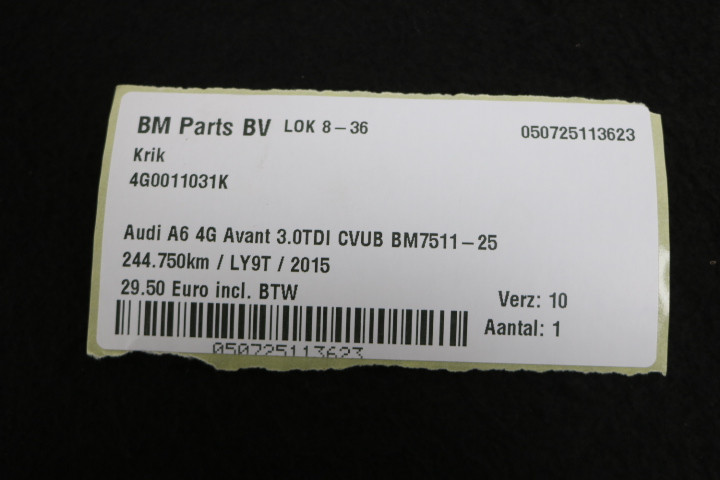 BM Parts BV LOK 8-36 050725113623
Krik
4G0011031K
Audi A6 4G Avant 3.0TDI CVUB BM7511-25
244.750km / LY9T / 2015
29.50 Euro incl. BTW
Verz: 10
Aantal: 1
050725113623